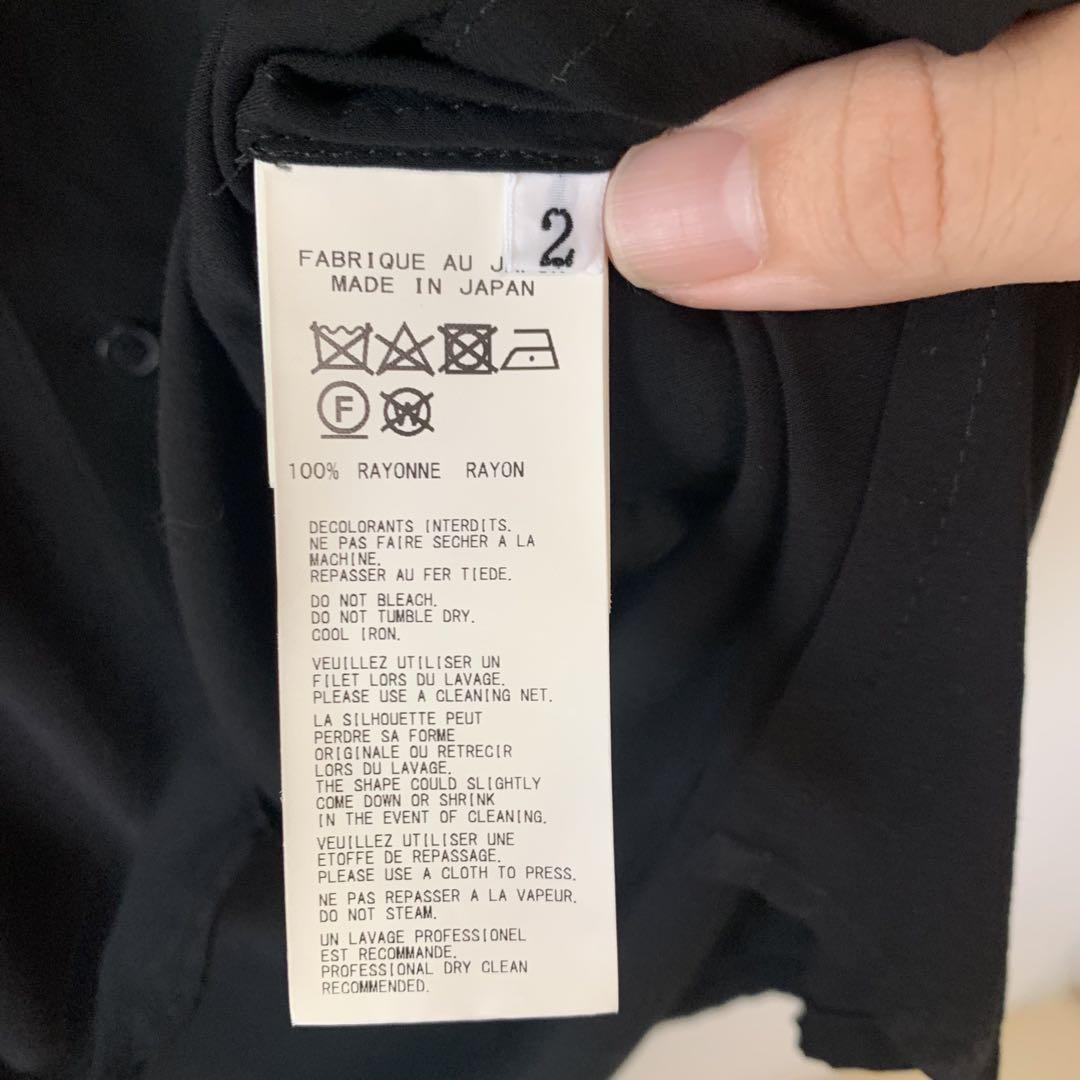 2
FABRIQUE AU
MADE IN JAPAN
F
W
100% RAYONNE RAYON
DECOLORANTS INTERDITS.
NE PAS FAIRE SECHER A LA
MACHINE.
REPASSER AU FER TIEDE.
DO NOT BLEACH.
DO NOT TUMBLE DRY.
COOL IRON.
VEUILLEZ UTILISER UN
FILET LORS DU LAVAGE.
PLEASE USE A CLEANING NET.
LA SILHOUETTE PEUT
PERDRE SA FORME
ORIGINALE OU RETRECIR
LORS DU LAVAGE.
THE SHAPE COULD SLIGHTLY
COME DOWN OR SHRINK
IN THE EVENT OF CLEANING.
VEUILLEZ UTILISER UNE
ETOFFE DE REPASSAGE.
PLEASE USE A CLOTH TO PRESS.
NE PAS REPASSER A LA VAPEUR.
DO NOT STEAM.
UN LAVAGE PROFESSIONEL
EST RECOMMANDE.
PROFESSIONAL DRY CLEAN
RECOMMENDED.